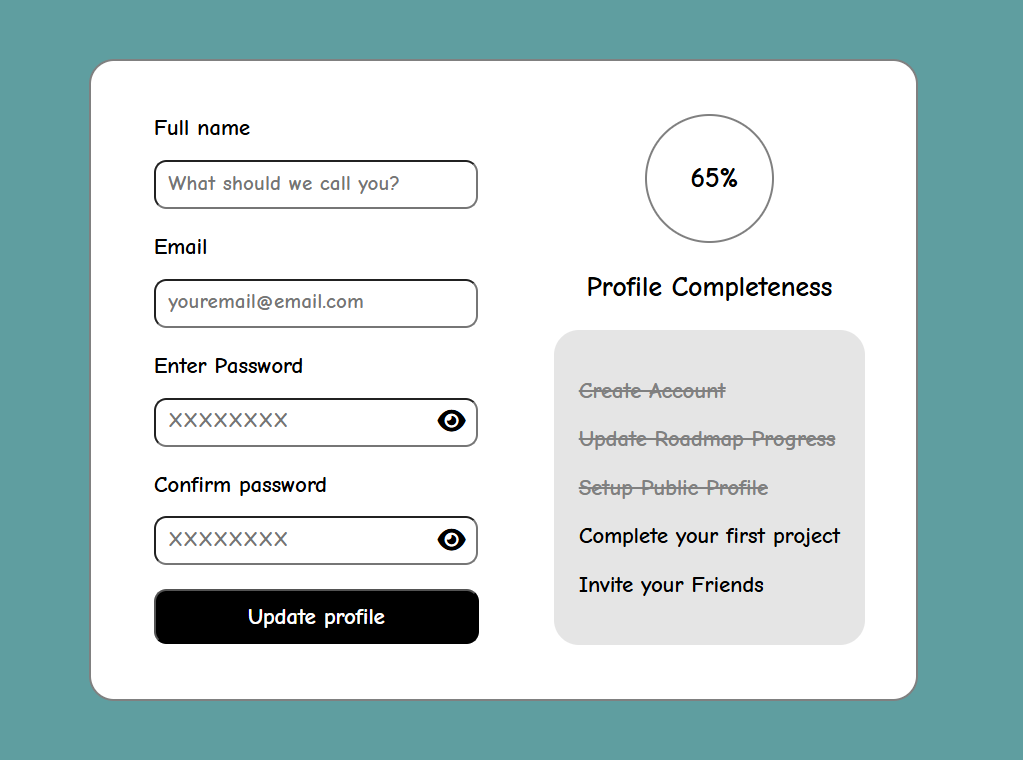 Full name
What should we call you?
Email
youremail@email.com
Enter Password
XXXXXXXX
Confirm password
XXXXXXXX
Update profile
65%
Profile Completeness
Create Account
Update Roadmap Progress
Setup Public Profile
Complete your first project
Invite your Friends